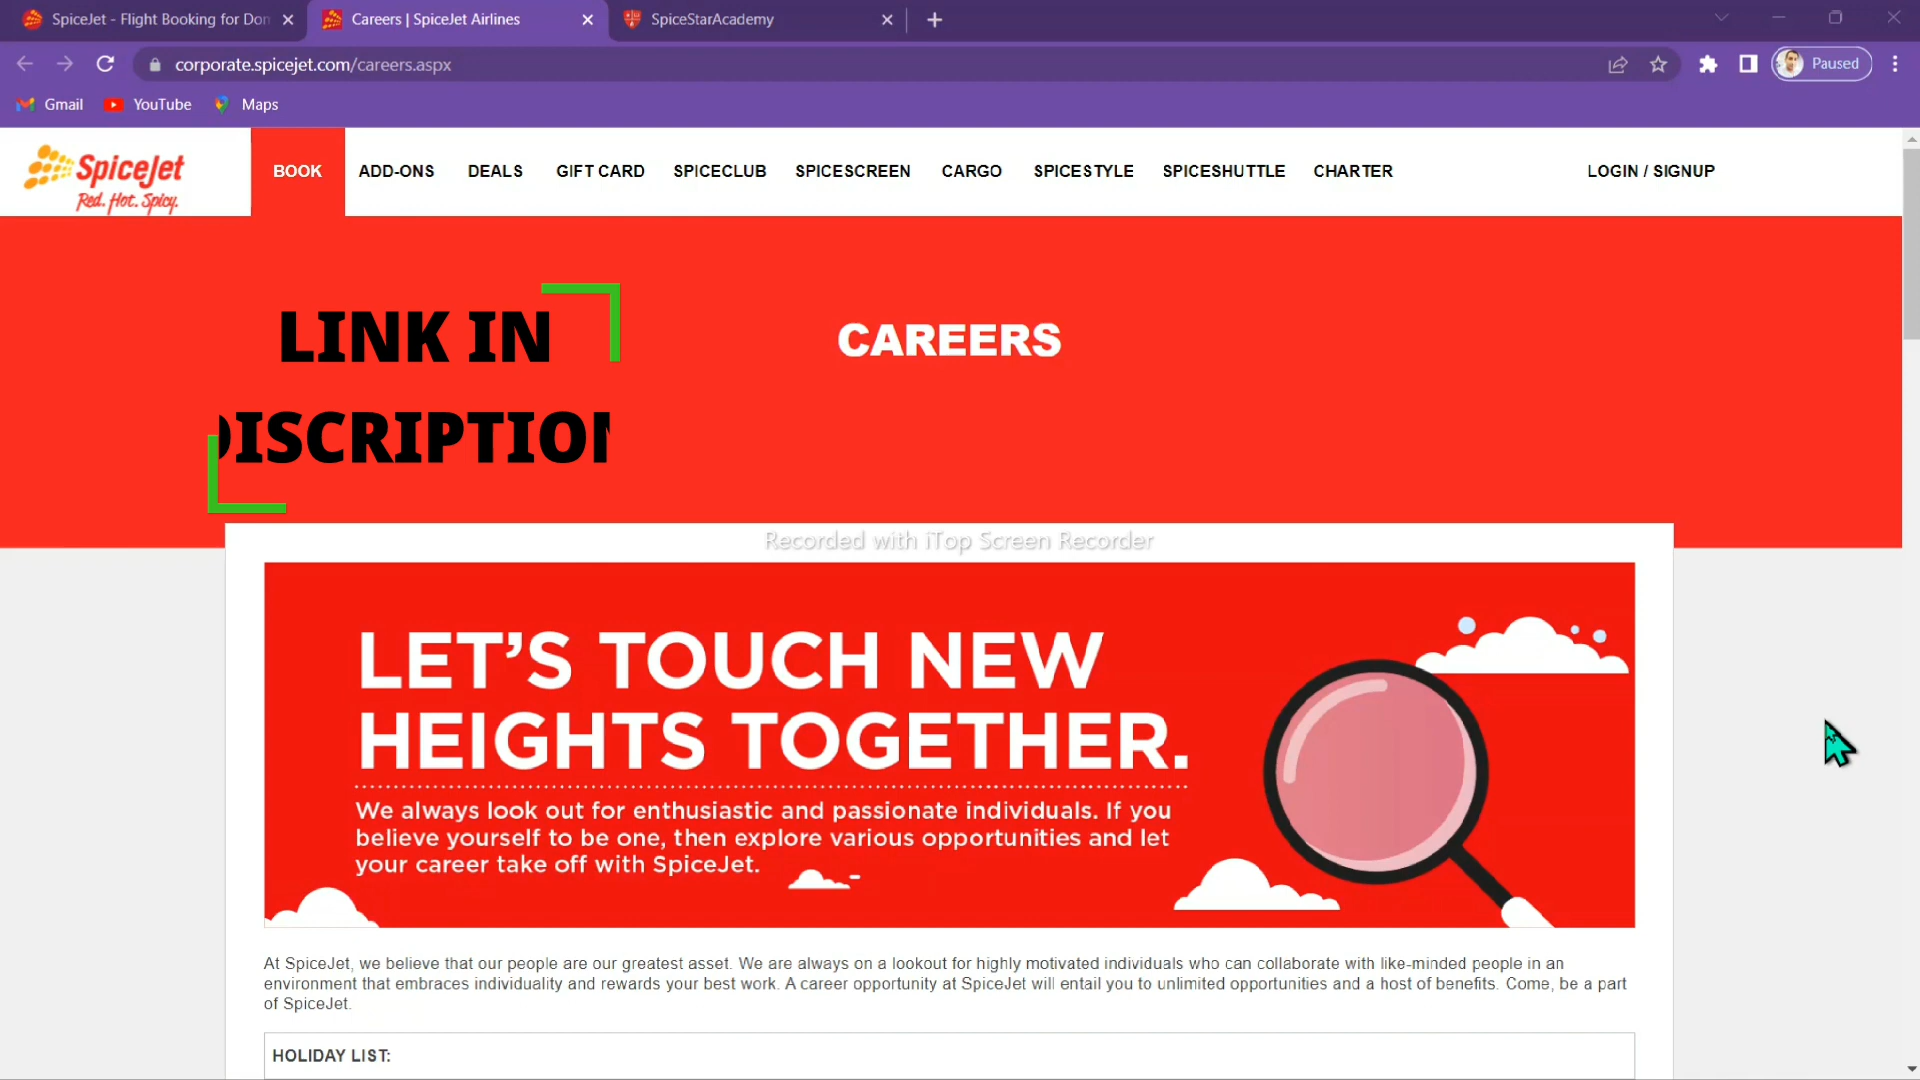 SpiceJet - Flight Booking for Don
Careers | SpiceJet Airlines
SpiceStarAcademy
corporate.spicejet.com/careers.aspx
Paused
Gmail
YouTube
Maps
SpiceJet
Red. Hot. Spicy.
BOOK
ADD-ONS
DEALS
GIFT CARD
SPICECLUB
SPICESCREEN
CARGO
SPICESTYLE
SPICESHUTTLE
CHARTER
LOGIN / SIGNUP
LINK IN
DISCRIPTION
CAREERS
Recorded with iTop Screen Recorder
LET'S TOUCH NEW
HEIGHTS TOGETHER.
We always look out for enthusiastic and passionate individuals. If you
believe yourself to be one, then explore various opportunities and let
your career take off with SpiceJet.
At SpiceJet, we believe that our people are our greatest asset. We are always on a lookout for highly motivated individuals who can collaborate with like-minded people in an
environment that embraces individuality and rewards your best work. A career opportunity at SpiceJet will entail you to unlimited opportunities and a host of benefits. Come, be a part
of SpiceJet.
HOLIDAY LIST: